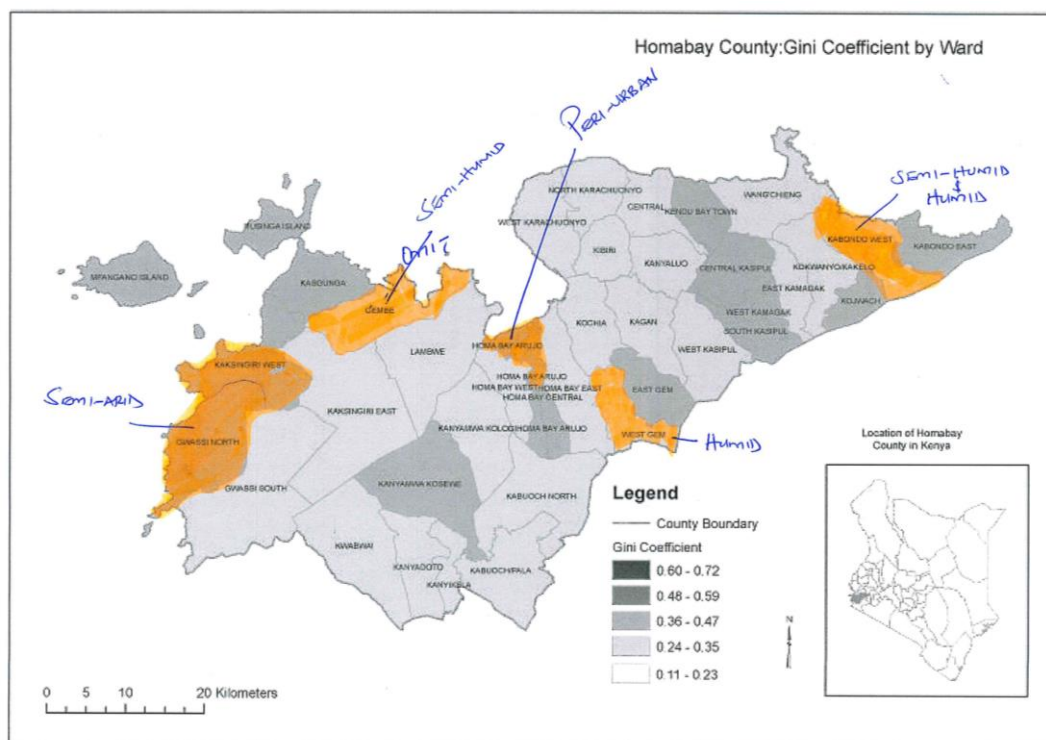 Homabay County:Gini Coefficient by Ward
PERI-URBAN
SEMI-HUMID
SEMI-HUMID
&
HUMID
NORTH KARACHUONYO
WANG'CHIENG
CENTRAL
KENDU BAY TOWN
WEST KARACHUONYO
RUSINGA ISLAND
KABONDO WEST
KABONDO EAST
KIBIRI
MFANGANO ISLAND
KANYALUO
CENTRAL KASIPUL
KOKWANYO/KAKELO
KASGUNGA
EAST KAMAGAK
GEMBE
KOJWACH
WEST KAMAGAK
KOCHIA
KAGAN
SOUTH KASIPUL
HOMA BAY ARUJO
LAMBWE
WEST KASIPUL
KAKSINGIRI WEST
HOMA BAY ARUJO
HOMA BAY WEST
HOMA BAY EAST
EAST GEM
HOMA BAY CENTRAL
SEMI-ARID
KAKSINGIRI EAST
KANYAMWA KOLOGI
HOMA BAY ARUJO
WEST GEM
HUMID
GWASSI NORTH
Location of Homabay
County in Kenya
GWASSI SOUTH
KANYAMWA KOSEWE
KABUOCH NORTH
Legend
County Boundary
Gini Coefficient
0.60 - 0.72
0.48 - 0.59
0.36 - 0.47
0.24 - 0.35
0.11 - 0.23
KWABWAI
KANYADOTO
KABUOCH/PALA
KANYIKELA
N
0 5 10 20 Kilometers